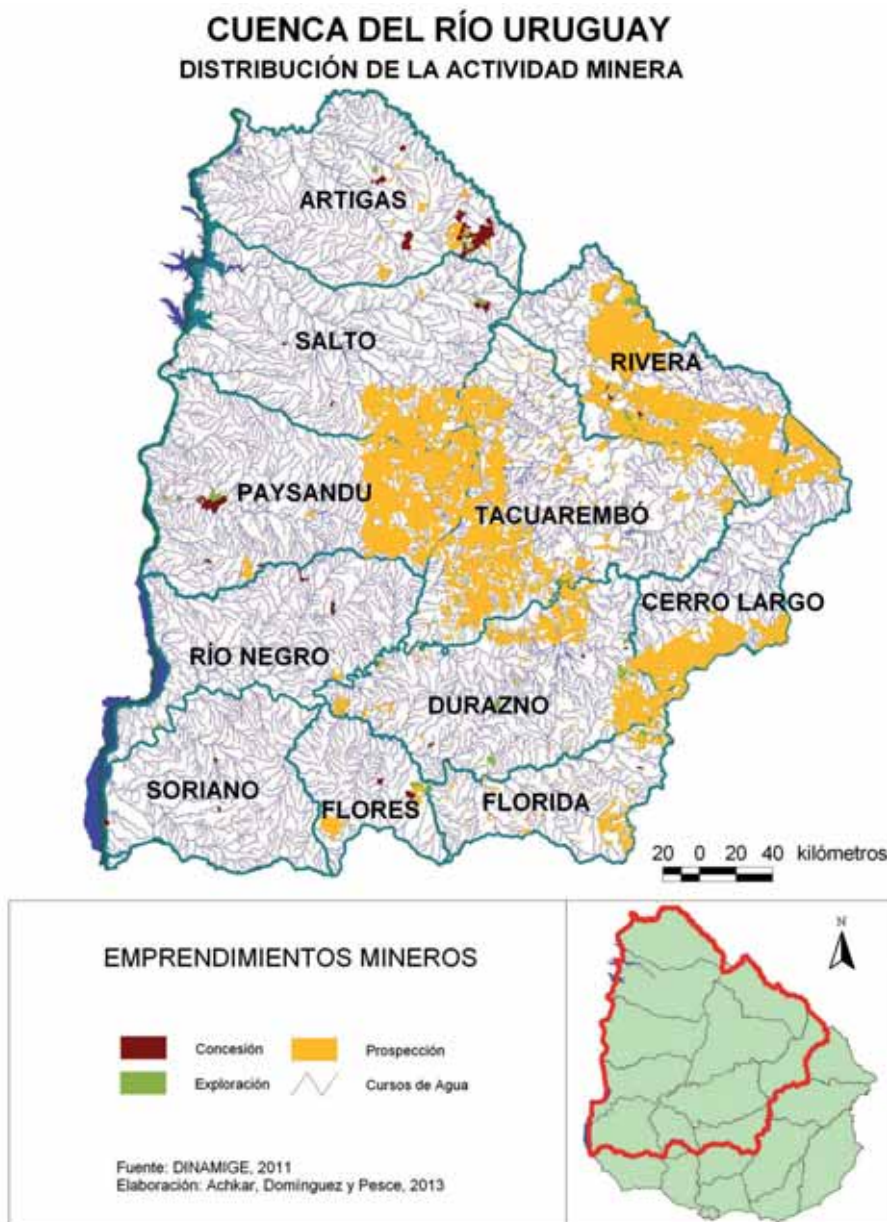 CUENCA DEL RÍO URUGUAY
DISTRIBUCIÓN DE LA ACTIVIDAD MINERA
ARTIGAS
SALTO
RIVERA
PAYSANDU
TACUAREMBÓ
CERRO LARGO
RÍO NEGRO
DURAZNO
SORIANO
FLORES
FLORIDA
20 0 20 40 kilómetros
EMPRENDIMIENTOS MINEROS
N
Concesión
Prospección
Exploración
Cursos de Agua
Fuente: DINAMIGE, 2011
Elaboración: Achkar, Domínguez y Pesce, 2013